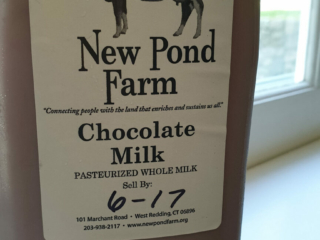 New Pond
Farm
"Connecting people with the land that enriches and sustains us all."
Chocolate
Milk
PASTEURIZED WHOLE MILK
Sell By:
6-17
101 Marchant Road • West Redding, CT 06896
203-938-2117 • www.newpondfarm.org